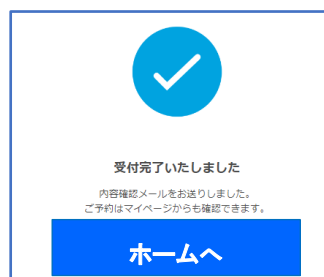 受付完了いたしました
内容確認メールをお送りしました。
ご予約はマイページからも確認できます。
ホームへ